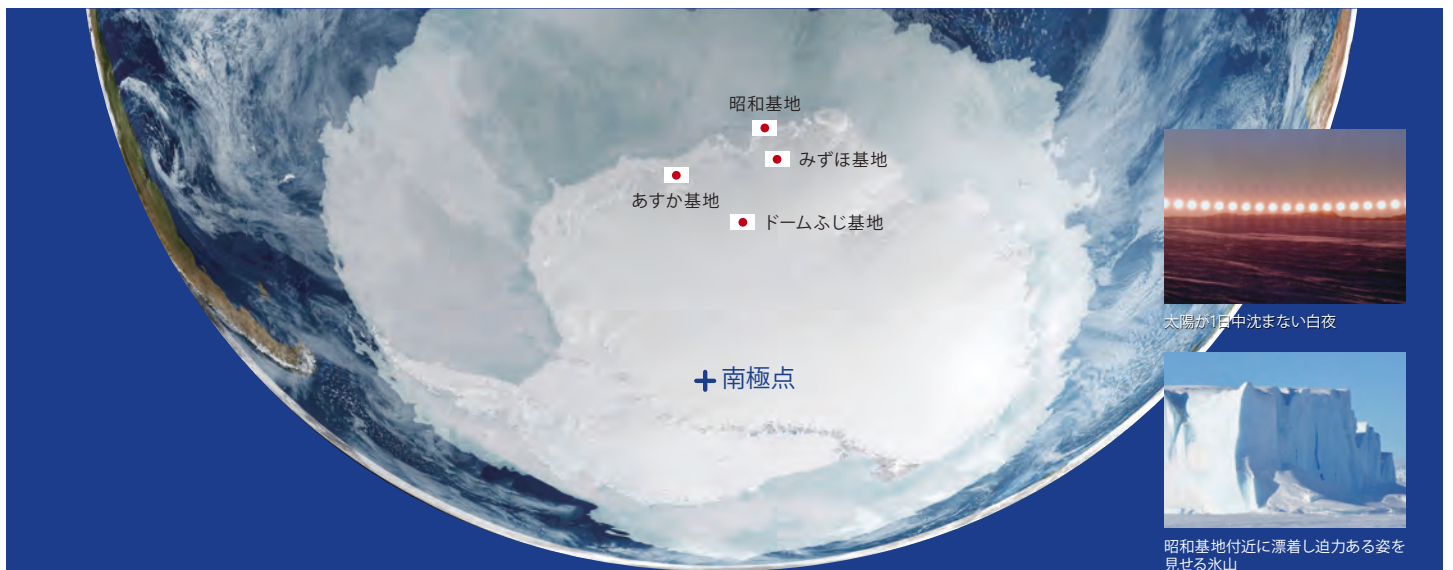 昭和基地
みずほ基地
あすか基地
ドームふじ基地
南極点
太陽が1日中沈まない白夜
昭和基地付近に漂着し迫力ある姿を
見せる氷山